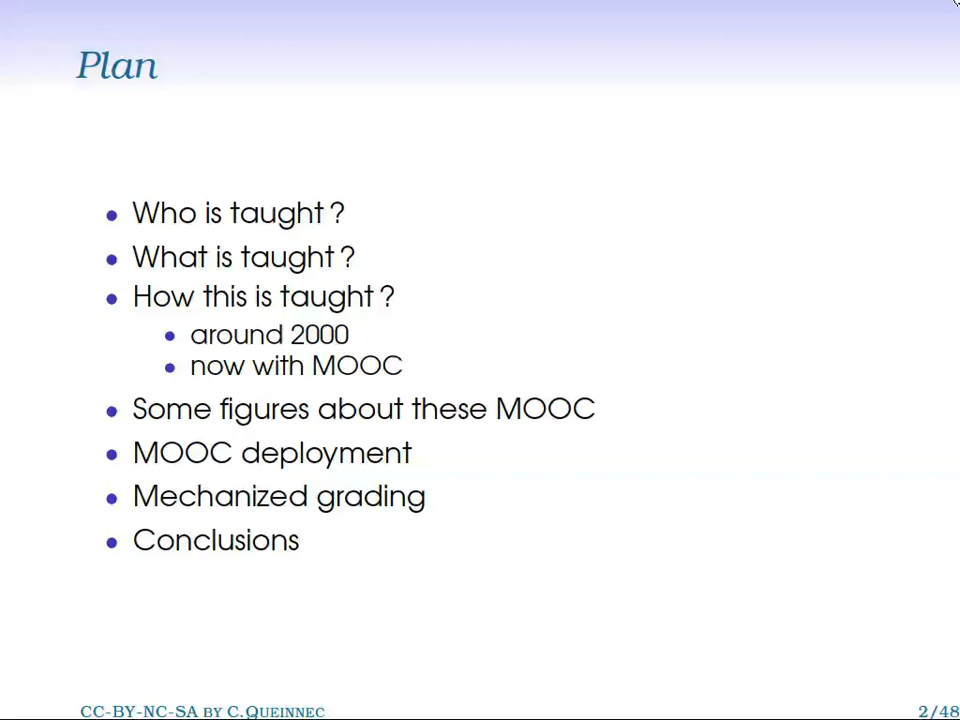 Plan
• Who is taught ?
• What is taught ?
• How this is taught ?
• around 2000
• now with MOOC
• Some figures about these MOOC
• MOOC deployment
• Mechanized grading
• Conclusions
CC-BY-NC-SA BY C.QUEINNEC 2/48